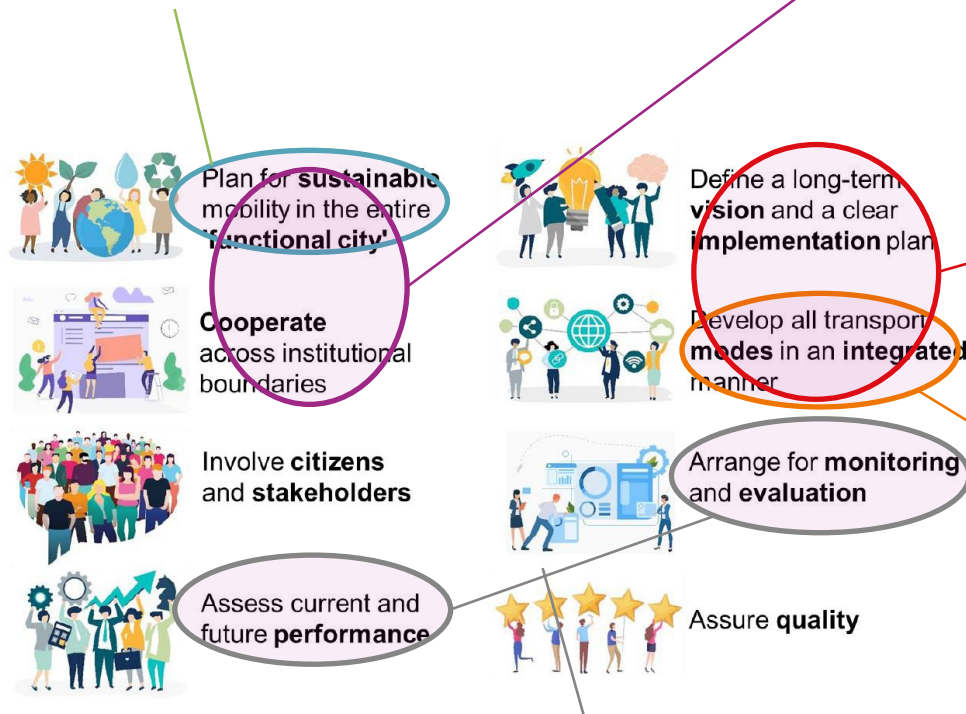 Plan for sustainable
mobility in the entire
'functional city'
Cooperate
across institutional
boundaries
Involve citizens
and stakeholders
Assess current and
future performance
Define a long-term
vision and a clear
implementation plan
Develop all transport
modes in an integrated
manner
Arrange for monitoring
and evaluation
Assure quality